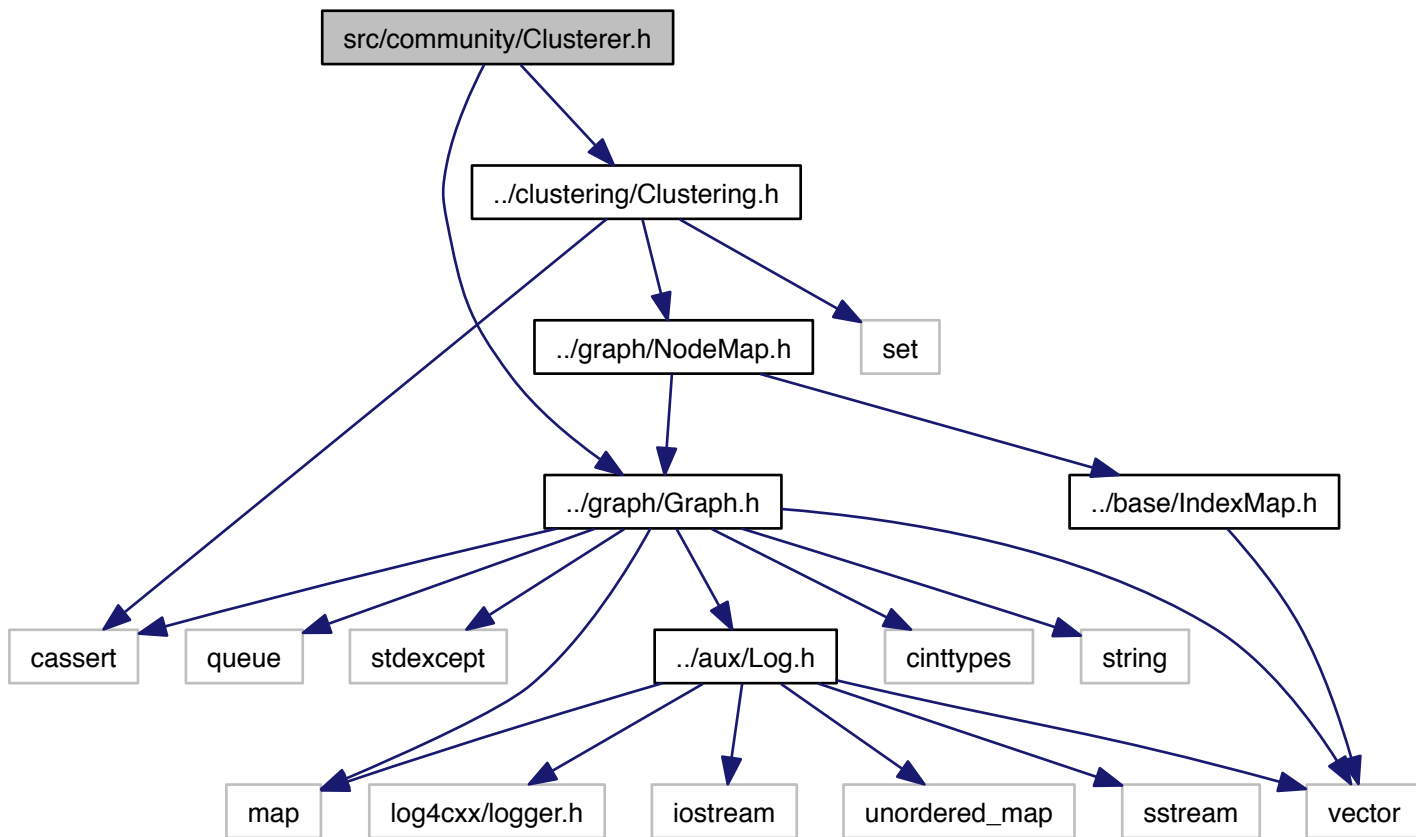 src/community/Clusterer.h
../clustering/Clustering.h
../graph/NodeMap.h
set
../graph/Graph.h
../base/IndexMap.h
cassert
queue
stdexcept
../aux/Log.h
cinttypes
string
map
log4cxx/logger.h
iostream
unordered_map
sstream
vector